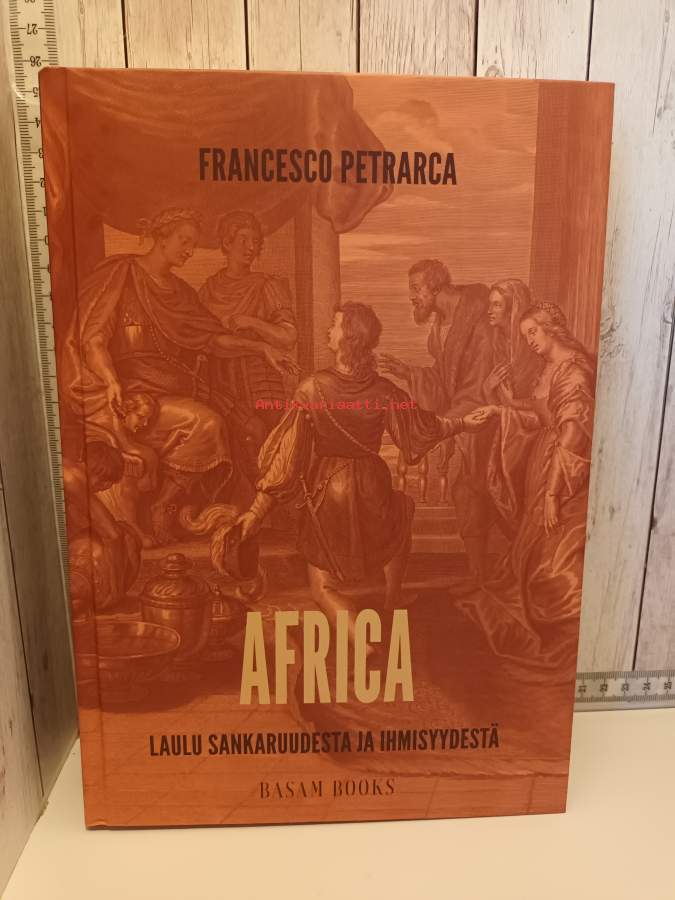 FRANCESCO PETRARCA
Antikvariaatti.net
AFRICA
LAULU SANKARUUDESTA JA IHMISYYDESTÄ
BASAM BOOKS